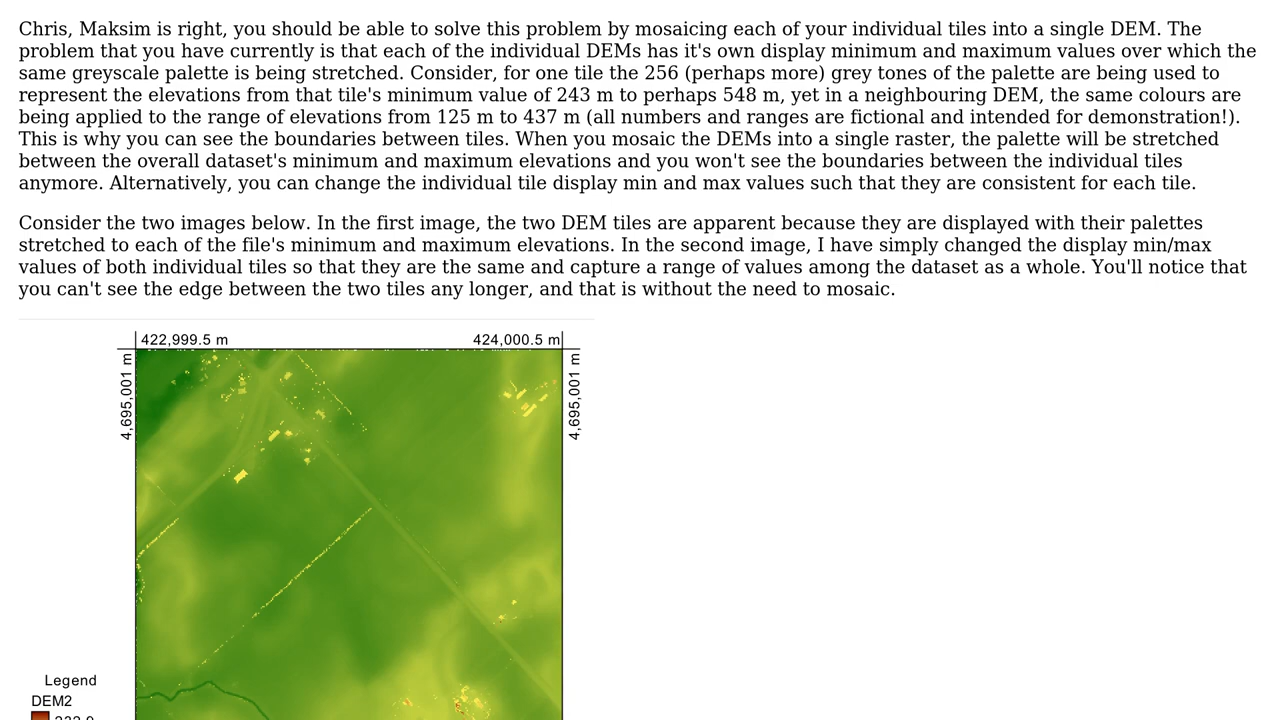 Chris, Maksim is right, you should be able to solve this problem by mosaicing each of your individual tiles into a single DEM. The
problem that you have currently is that each of the individual DEMs has it's own display minimum and maximum values over which the
same greyscale palette is being stretched. Consider, for one tile the 256 (perhaps more) grey tones of the palette are being used to
represent the elevations from that tile's minimum value of 243 m to perhaps 548 m, yet in a neighbouring DEM, the same colours are
being applied to the range of elevations from 125 m to 437 m (all numbers and ranges are fictional and intended for demonstration!).
This is why you can see the boundaries between tiles. When you mosaic the DEMs into a single raster, the palette will be stretched
between the overall dataset's minimum and maximum elevations and you won't see the boundaries between the individual tiles
anymore. Alternatively, you can change the individual tile display min and max values such that they are consistent for each tile.
Consider the two images below. In the first image, the two DEM tiles are apparent because they are displayed with their palettes
stretched to each of the file's minimum and maximum elevations. In the second image, I have simply changed the display min/max
values of both individual tiles so that they are the same and capture a range of values among the dataset as a whole. You'll notice that
you can't see the edge between the two tiles any longer, and that is without the need to mosaic.
422,999.5 m
424,000.5 m
4,695,001 m
4,695,001 m
Legend
DEM2